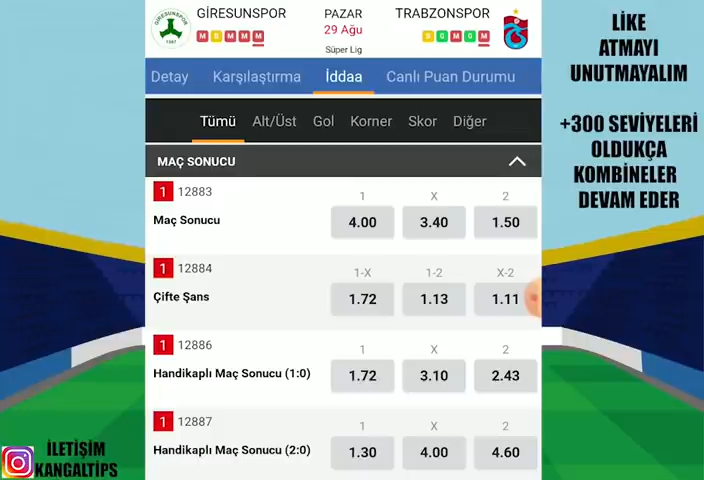 GİRESUNSPOR
M B M M M
PAZAR
29 Ağu
Süper Lig
TRABZONSPOR
B G M G M
LİKE
ATMAYI
UNUTMAYALIM
+300 SEVİYELERİ
OLDUKÇA
KOMBİNELER
DEVAM EDER
Detay Karşılaştırma İddaa Canlı Puan Durumu
Tümü Alt/Üst Gol Korner Skor Diğer
MAÇ SONUCU
1 12883
1 X 2
Maç Sonucu 4.00 3.40 1.50
1 12884
1-X 1-2 X-2
Çifte Şans 1.72 1.13 1.11
1 12886
1 X 2
Handikaplı Maç Sonucu (1:0) 1.72 3.10 2.43
1 12887
1 X 2
Handikaplı Maç Sonucu (2:0) 1.30 4.00 4.60
İLETİŞİM
KANGALTİPS